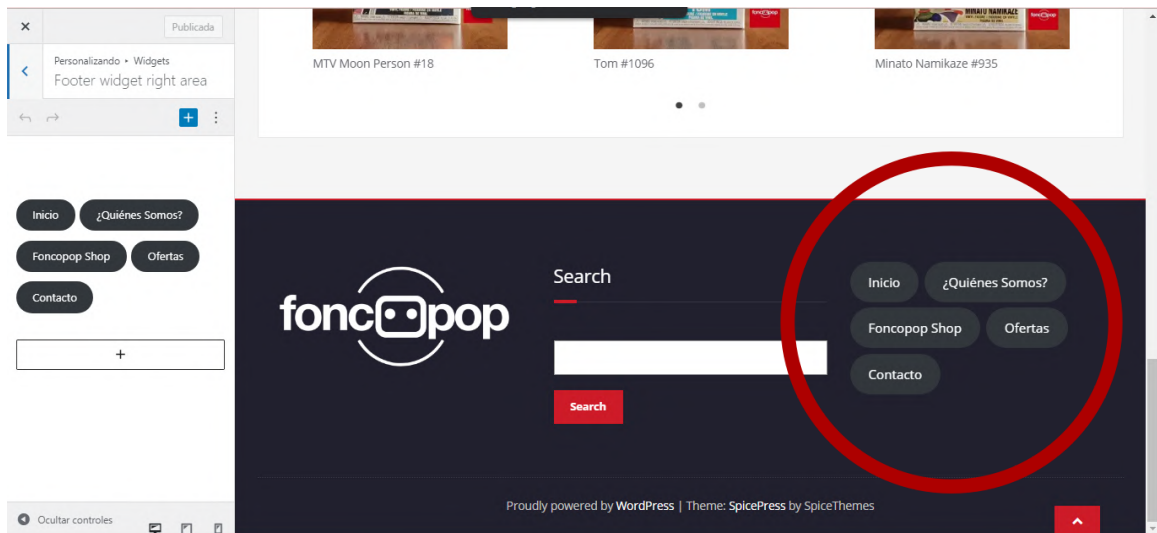 Publicada
Personalizando ▸ Widgets
Footer widget right area
Inicio
¿Quiénes Somos?
Foncopop Shop
Ofertas
Contacto
+
Ocultar controles
MINATO NAMIKAZE
MTV Moon Person #18
Tom #1096
Minato Namikaze #935
foncopop
Search
Search
Inicio
¿Quiénes Somos?
Foncopop Shop
Ofertas
Contacto
Proudly powered by WordPress | Theme: SpicePress by SpiceThemes